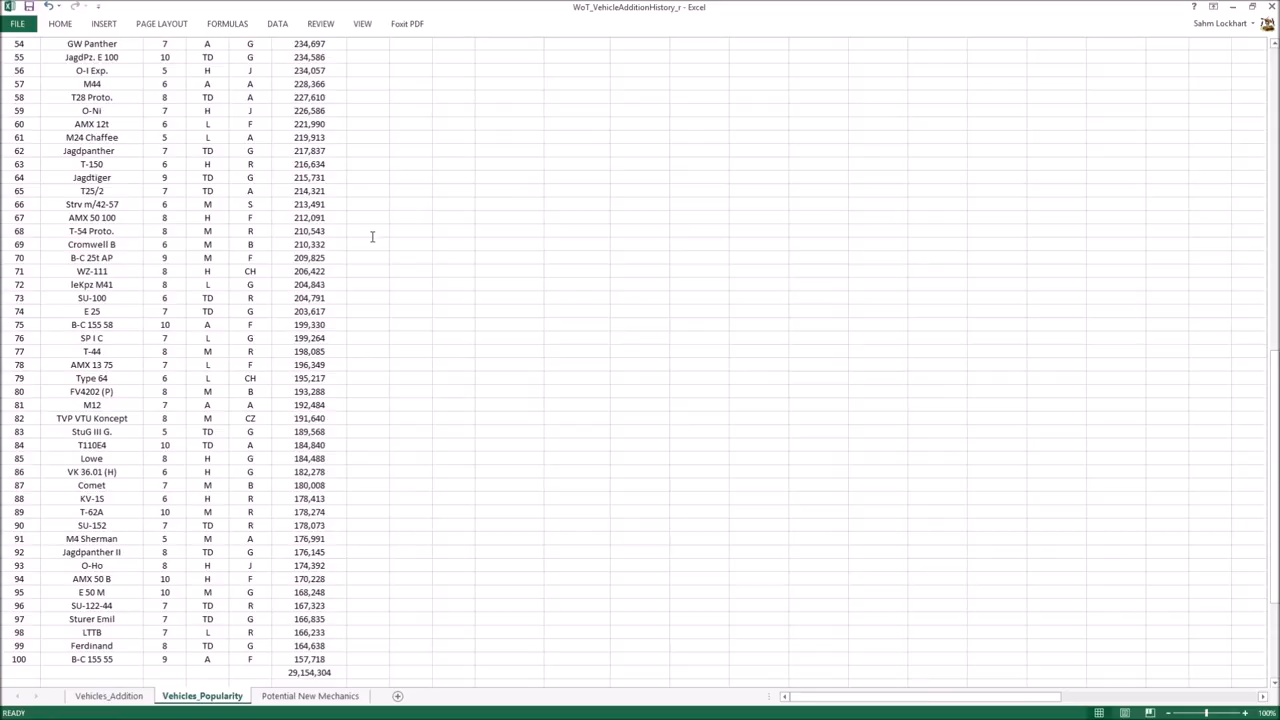 WoT_VehicleAdditionHistory_r - Excel
FILE HOME INSERT PAGE LAYOUT FORMULAS DATA REVIEW VIEW Foxit PDF Sahm Lockhart
54 GW Panther 7 A G 234,697
55 JagdPz. E 100 10 TD G 234,586
56 O-I Exp. 5 H J 234,057
57 M44 6 A A 228,366
58 T28 Proto. 8 TD A 227,610
59 O-Ni 7 H J 226,586
60 AMX 12t 6 L F 221,990
61 M24 Chaffee 5 L A 219,913
62 Jagdpanther 7 TD G 217,837
63 T-150 6 H R 216,634
64 Jagdtiger 9 TD G 215,731
65 T25/2 7 TD A 214,321
66 Strv m/42-57 6 M S 213,491
67 AMX 50 100 8 H F 212,091
68 T-54 Proto. 8 M R 210,543
69 Cromwell B 6 M B 210,332
70 B-C 25t AP 9 M F 209,825
71 WZ-111 8 H CH 206,422
72 leKpz M41 8 L G 204,843
73 SU-100 6 TD R 204,791
74 E 25 7 TD G 203,617
75 B-C 155 58 10 A F 199,330
76 SP I C 7 L G 199,264
77 T-44 8 M R 198,085
78 AMX 13 75 7 L F 196,349
79 Type 64 6 L CH 195,217
80 FV4202 (P) 8 M B 193,288
81 M12 7 A A 192,484
82 TVP VTU Koncept 8 M CZ 191,640
83 StuG III G. 5 TD G 189,568
84 T110E4 10 TD A 184,840
85 Lowe 8 H G 184,488
86 VK 36.01 (H) 6 H G 182,278
87 Comet 7 M B 180,008
88 KV-1S 6 H R 178,413
89 T-62A 10 M R 178,274
90 SU-152 7 TD R 178,073
91 M4 Sherman 5 M A 176,991
92 Jagdpanther II 8 TD G 176,145
93 O-Ho 8 H J 174,392
94 AMX 50 B 10 H F 170,228
95 E 50 M 10 M G 168,248
96 SU-122-44 7 TD R 167,323
97 Sturer Emil 7 TD G 166,835
98 LTTB 7 L R 166,233
99 Ferdinand 8 TD G 164,638
100 B-C 155 55 9 A F 157,718
29,154,304
Vehicles_Addition Vehicles_Popularity Potential New Mechanics
READY 100%